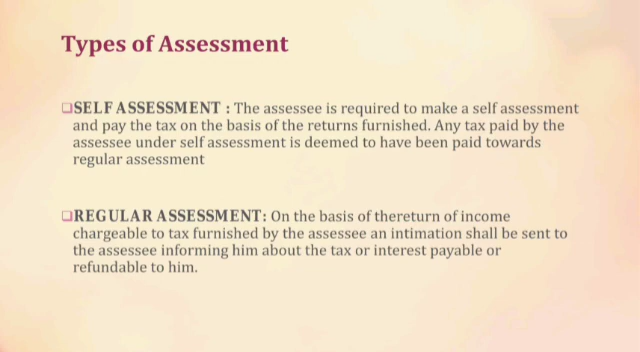 Types of Assessment
❑SELF ASSESSMENT : The assessee is required to make a self assessment
and pay the tax on the basis of the returns furnished. Any tax paid by the
assessee under self assessment is deemed to have been paid towards
regular assessment
❑REGULAR ASSESSMENT: On the basis of thereturn of income
chargeable to tax furnished by the assessee an intimation shall be sent to
the assessee informing him about the tax or interest payable or
refundable to him.